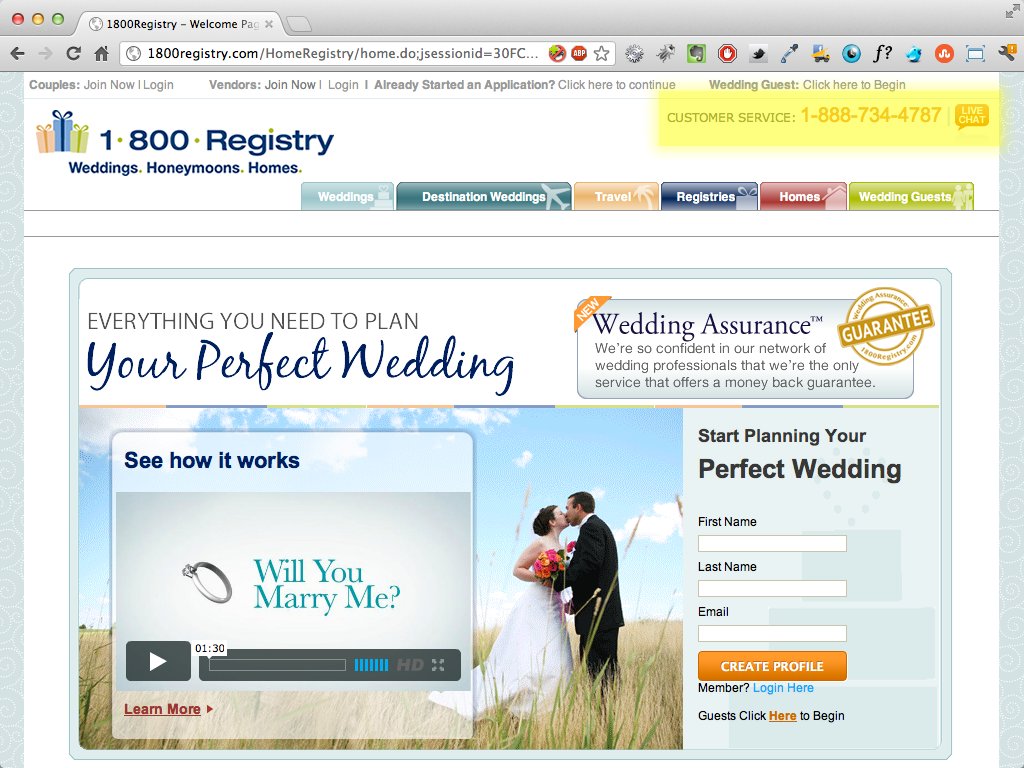 1800Registry – Welcome Pag
1800registry.com/HomeRegistry/home.do;jsessionid=30FC...
ABP
f?
Couples: Join Now | Login Vendors: Join Now | Login | Already Started an Application? Click here to continue Wedding Guest: Click here to Begin
CUSTOMER SERVICE: 1-888-734-4787 | LIVE CHAT
1·800·Registry
Weddings. Honeymoons. Homes.
Weddings Destination Weddings Travel Registries Homes Wedding Guests
EVERYTHING YOU NEED TO PLAN
Your Perfect Wedding
NEW
Wedding Assurance™
We're so confident in our network of
wedding professionals that we're the only
service that offers a money back guarantee.
Wedding Assurance
GUARANTEE
1800Registry.com
See how it works
Will You
Marry Me?
01:30
HD
Learn More
Start Planning Your
Perfect Wedding
First Name
Last Name
Email
CREATE PROFILE
Member? Login Here
Guests Click Here to Begin